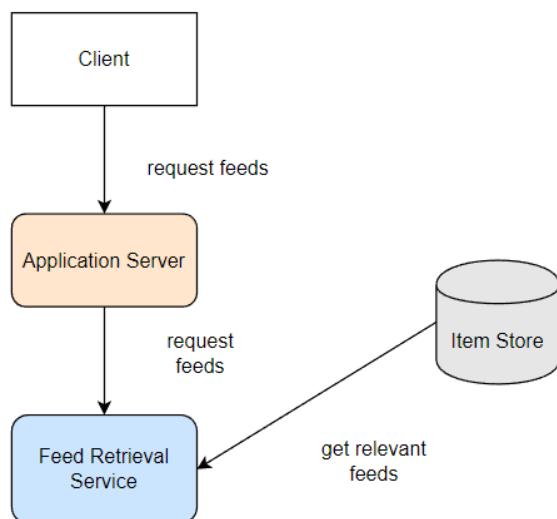 Client
request feeds
Application Server
request
feeds
Item Store
Feed Retrieval
Service
get relevant
feeds